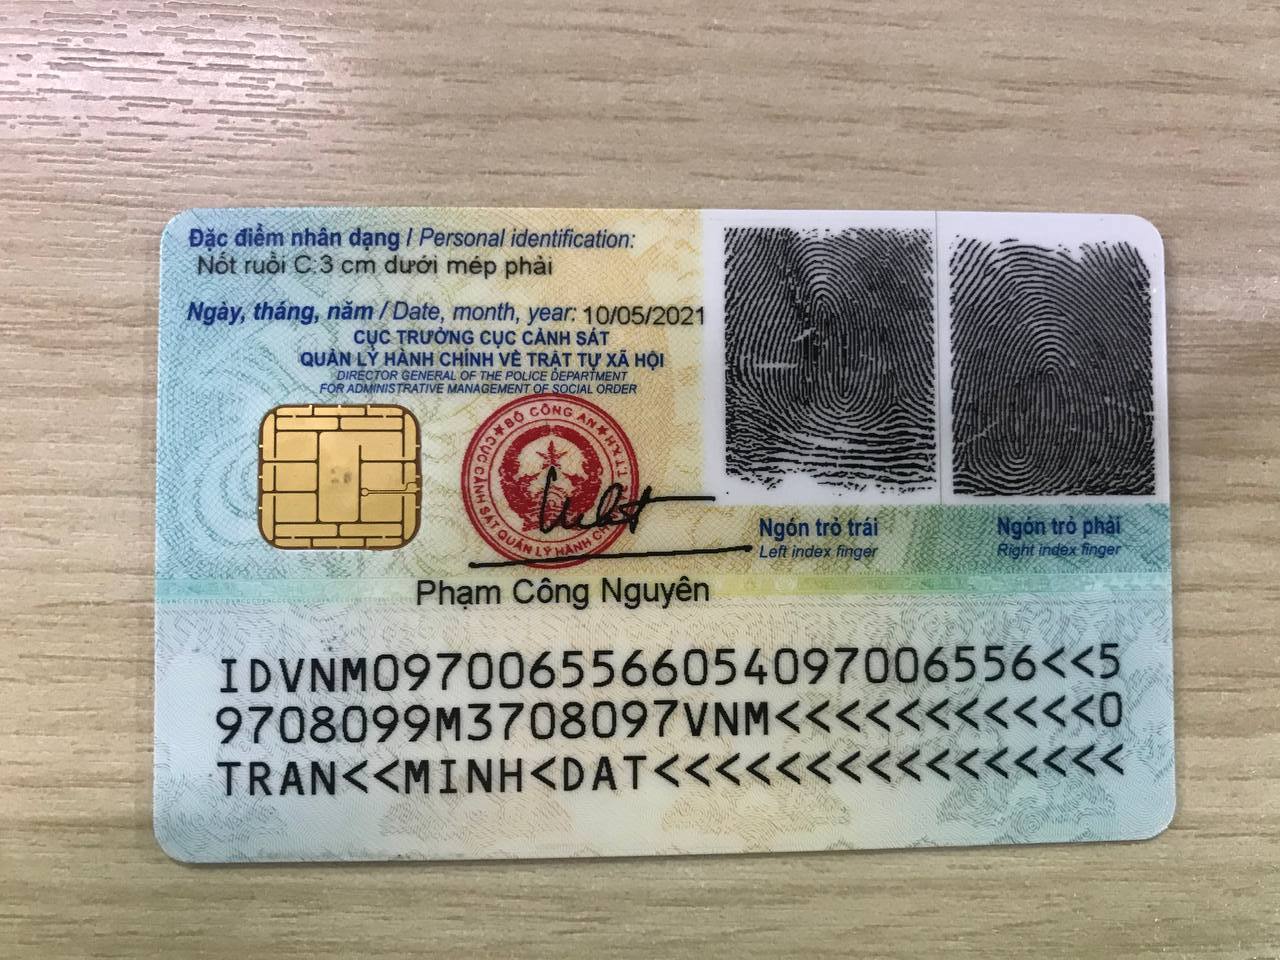 Đặc điểm nhân dạng / Personal identification:
Nốt ruồi C.3 cm dưới mép phải
Ngày, tháng, năm / Date, month, year: 10/05/2021
CỤC TRƯỞNG CỤC CẢNH SÁT
QUẢN LÝ HÀNH CHÍNH VỀ TRẬT TỰ XÃ HỘI
DIRECTOR GENERAL OF THE POLICE DEPARTMENT
FOR ADMINISTRATIVE MANAGEMENT OF SOCIAL ORDER
BỘ CÔNG AN
CỤC CẢNH SÁT QUẢN LÝ HÀNH CH
T.T.XH
Ngón trỏ trái
Left index finger
Ngón trỏ phải
Right index finger
Phạm Công Nguyên
IDVNM0970065566054097006556<<5
9708099M3708097VNM<<<<<<<<<<<0
TRAN<<MINH<DAT<<<<<<<<<<<<<<<<